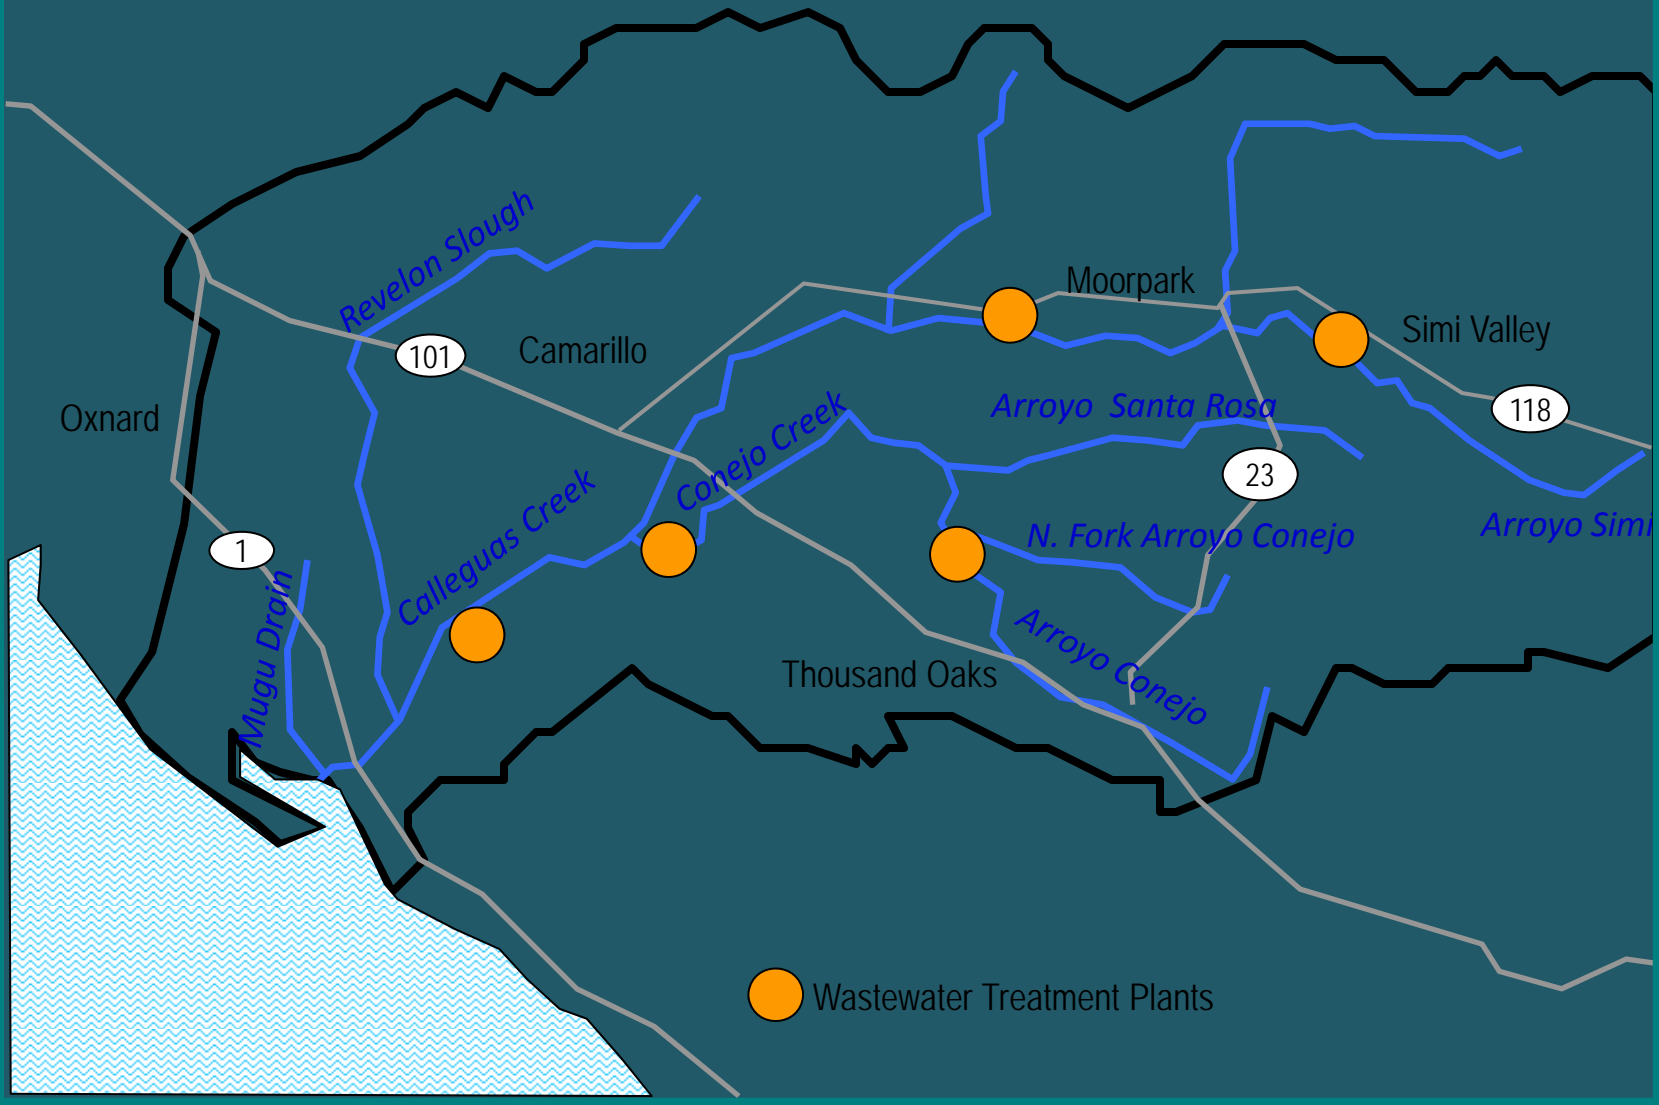 Revelon Slough
Moorpark
Simi Valley
101
Camarillo
Oxnard
Conejo Creek
Arroyo  Santa Rosa
118
23
Calleguas Creek
N. Fork Arroyo Conejo
Arroyo Simi
1
Mugu Drain
Arroyo Conejo
Thousand Oaks
Wastewater Treatment Plants